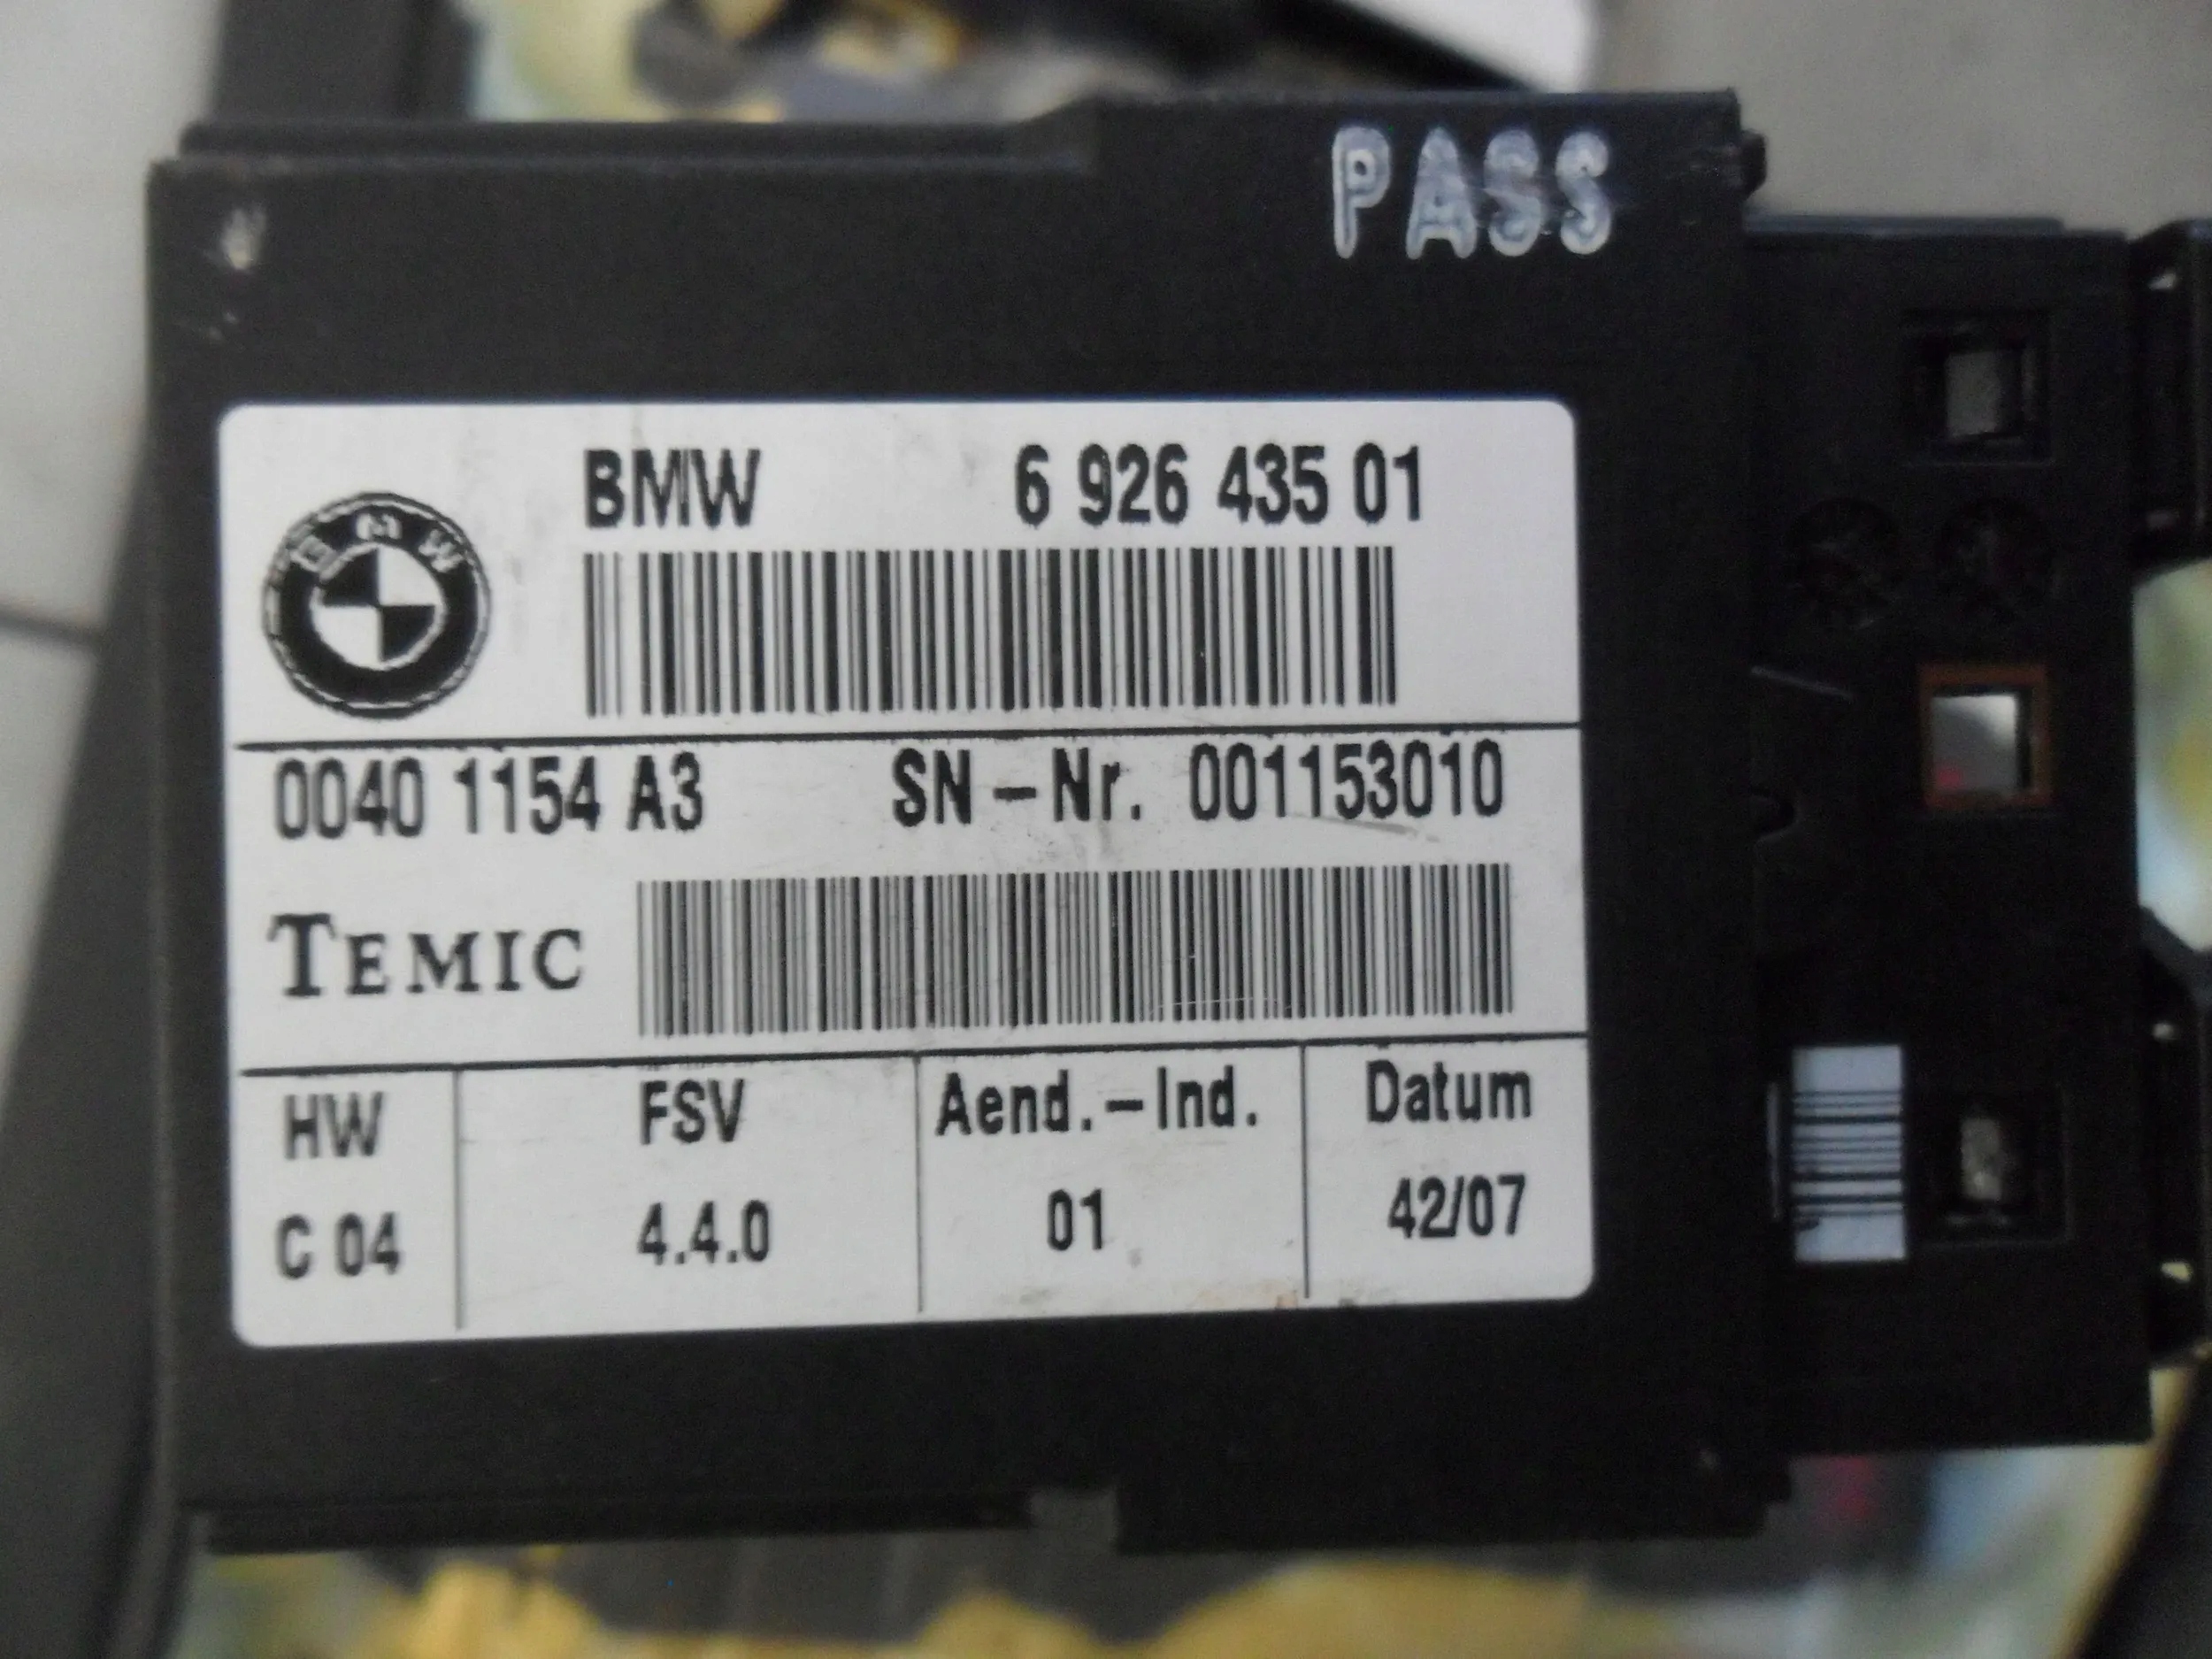 PASS
BMW 6 926 435 01
BMW
0040 1154 A3 SN-Nr. 001153010
TEMIC
HW FSV Aend.-Ind. Datum
C 04 4.4.0 01 42/07